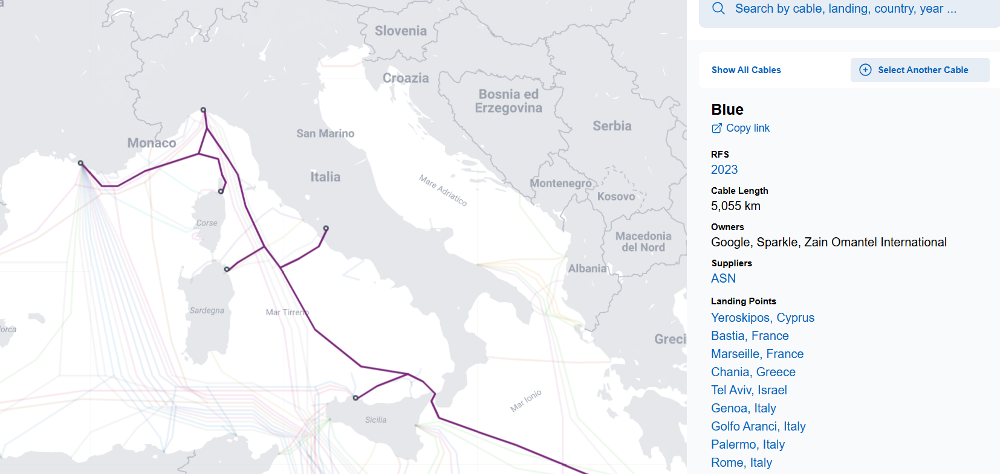 Search by cable, landing, country, year ...
Show All Cables
Select Another Cable
Blue
Copy link
RFS
2023
Cable Length
5,055 km
Owners
Google, Sparkle, Zain Omantel International
Suppliers
ASN
Landing Points
Yeroskipos, Cyprus
Bastia, France
Marseille, France
Chania, Greece
Tel Aviv, Israel
Genoa, Italy
Golfo Aranci, Italy
Palermo, Italy
Rome, Italy
Slovenia
Croazia
Bosnia ed
Erzegovina
Serbia
San Marino
Monaco
Italia
Mare Adriatico
Montenegro
Kosovo
Corse
Macedonia
del Nord
Albania
Sardegna
Mar Tirreno
orca
Greci
Mar Ionio
Sicilia